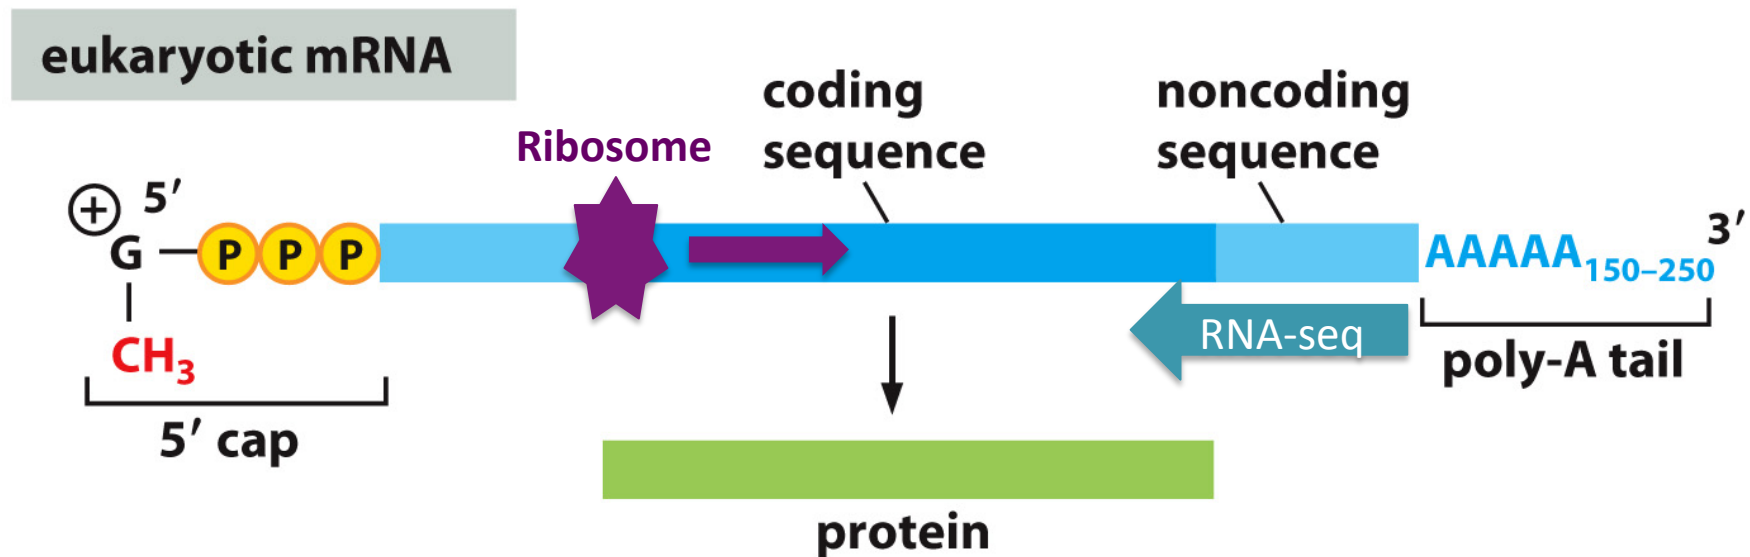 eukaryotic mRNA
coding
sequence
noncoding
sequence
Ribosome
+
5′
G
P P P
CH3
5′ cap
AAAAA150–250
3′
RNA-seq
poly-A tail
protein